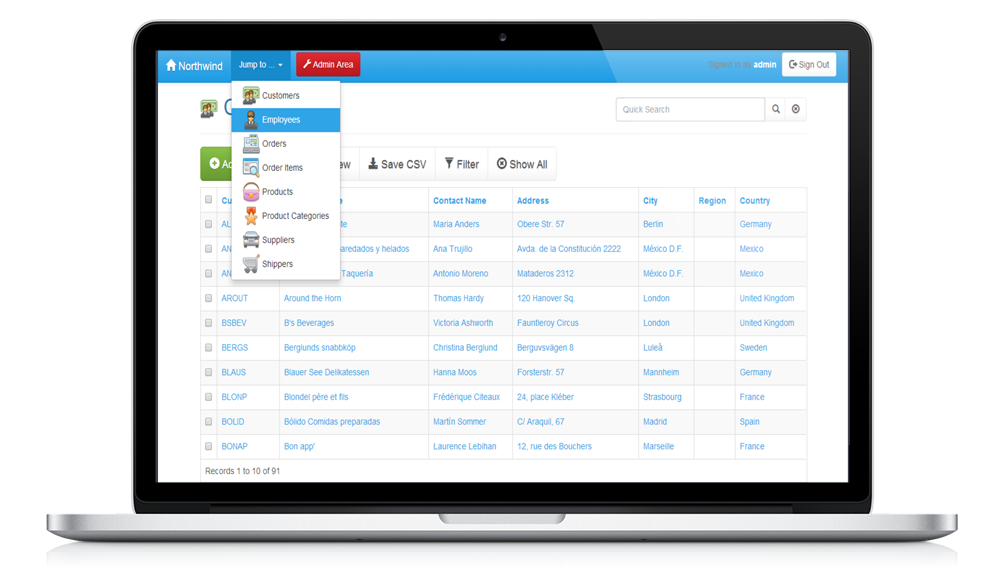 Northwind Jump to ... Admin Area Signed in as admin Sign Out
Customers
C Quick Search
Employees
Orders
Ad ew Save CSV Filter Show All
Order Items
Products
Cu e Contact Name Address City Region Country
Product Categories
AL te Maria Anders Obere Str. 57 Berlin Germany
Suppliers
AN aredados y helados Ana Trujillo Avda. de la Constitución 2222 México D.F. Mexico
Shippers
AN Taquería Antonio Moreno Mataderos 2312 México D.F. Mexico
AROUT Around the Horn Thomas Hardy 120 Hanover Sq. London United Kingdom
BSBEV B's Beverages Victoria Ashworth Fauntleroy Circus London United Kingdom
BERGS Berglunds snabbköp Christina Berglund Berguvsvägen 8 Luleå Sweden
BLAUS Blauer See Delikatessen Hanna Moos Forsterstr. 57 Mannheim Germany
BLONP Blondel père et fils Frédérique Citeaux 24, place Kléber Strasbourg France
BOLID Bólido Comidas preparadas Martín Sommer C/ Araquil, 67 Madrid Spain
BONAP Bon app' Laurence Lebihan 12, rue des Bouchers Marseille France
Records 1 to 10 of 91